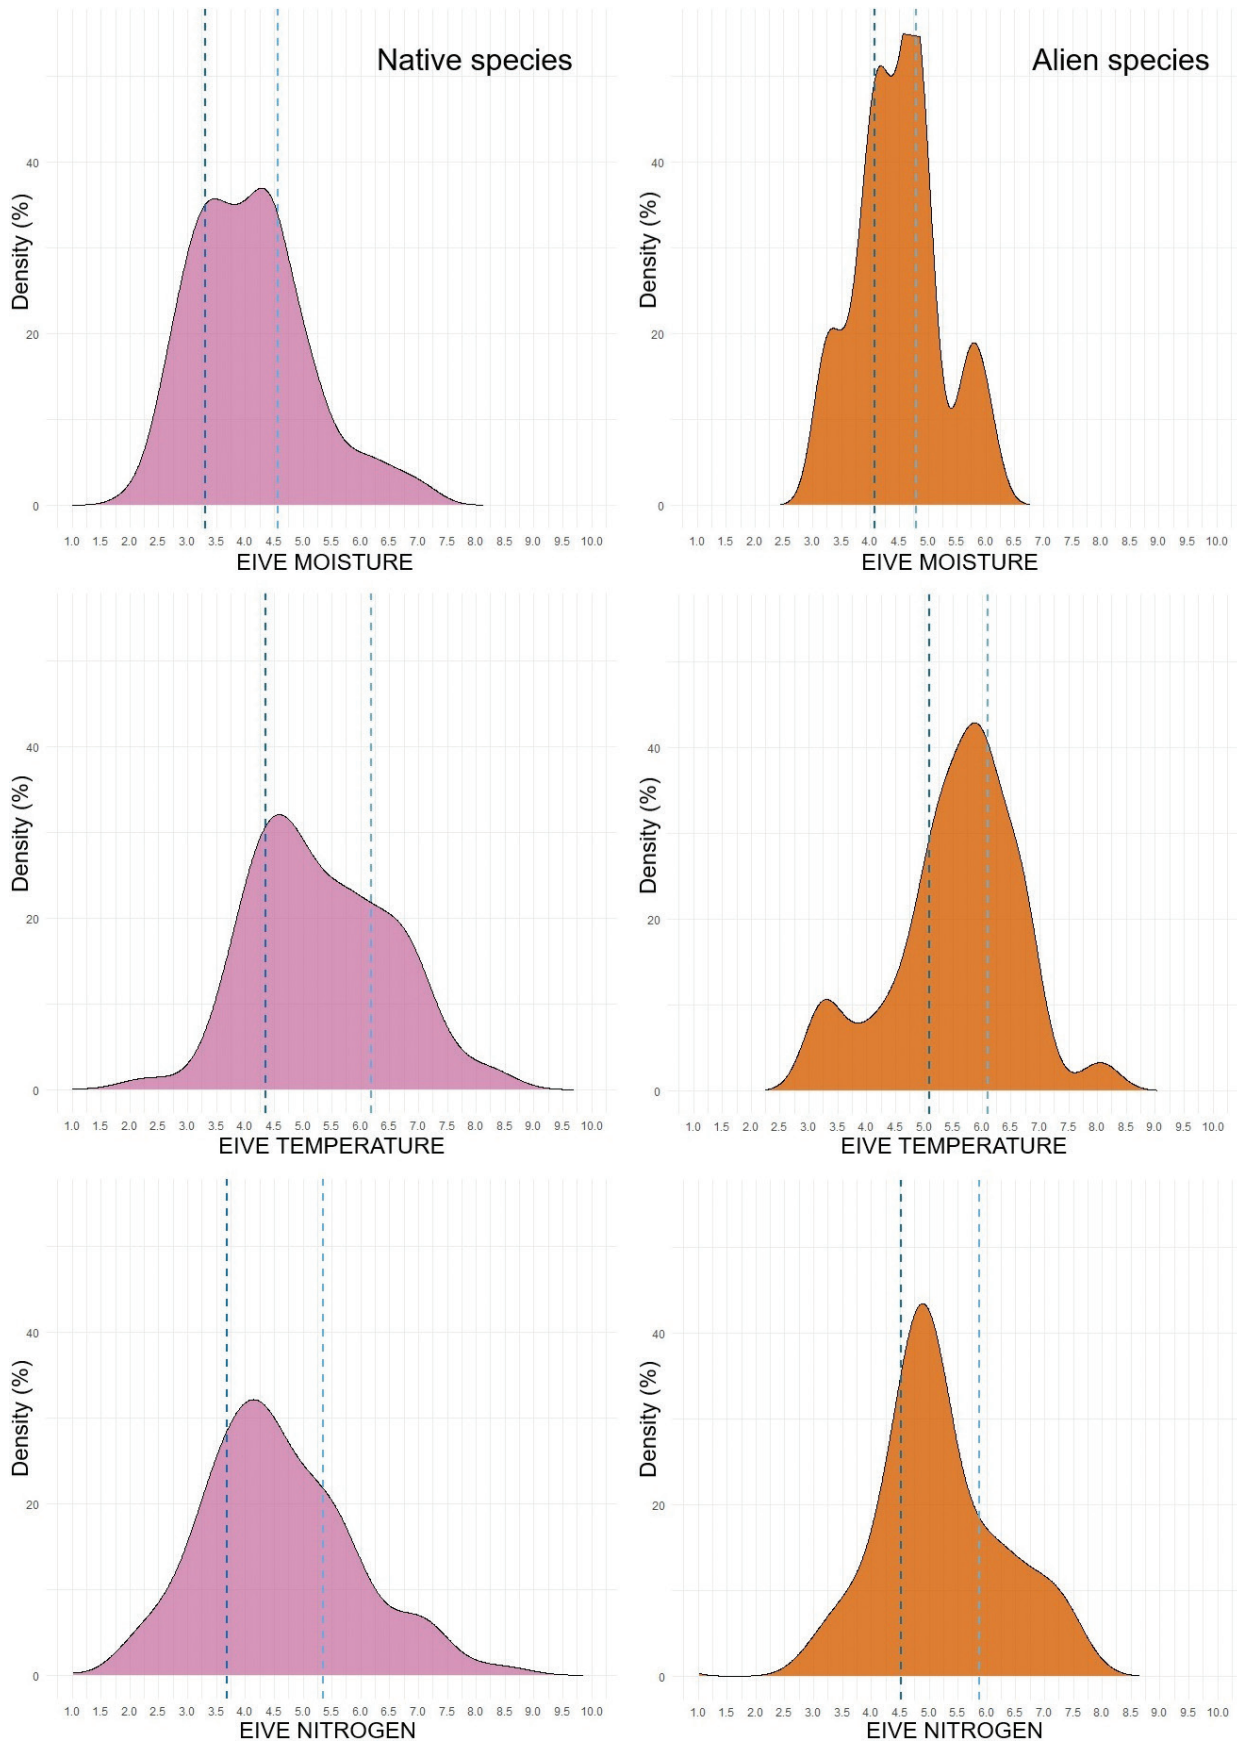 Native species
Alien species
40
20
0
Density (%)
1.0 1.5 2.0 2.5 3.0 3.5 4.0 4.5 5.0 5.5 6.0 6.5 7.0 7.5 8.0 8.5 9.0 9.5 10.0
EIVE MOISTURE
40
20
0
Density (%)
1.0 1.5 2.0 2.5 3.0 3.5 4.0 4.5 5.0 5.5 6.0 6.5 7.0 7.5 8.0 8.5 9.0 9.5 10.0
EIVE MOISTURE
40
20
0
Density (%)
1.0 1.5 2.0 2.5 3.0 3.5 4.0 4.5 5.0 5.5 6.0 6.5 7.0 7.5 8.0 8.5 9.0 9.5 10.0
EIVE TEMPERATURE
40
20
0
Density (%)
1.0 1.5 2.0 2.5 3.0 3.5 4.0 4.5 5.0 5.5 6.0 6.5 7.0 7.5 8.0 8.5 9.0 9.5 10.0
EIVE TEMPERATURE
40
20
0
Density (%)
1.0 1.5 2.0 2.5 3.0 3.5 4.0 4.5 5.0 5.5 6.0 6.5 7.0 7.5 8.0 8.5 9.0 9.5 10.0
EIVE NITROGEN
40
20
0
Density (%)
1.0 1.5 2.0 2.5 3.0 3.5 4.0 4.5 5.0 5.5 6.0 6.5 7.0 7.5 8.0 8.5 9.0 9.5 10.0
EIVE NITROGEN